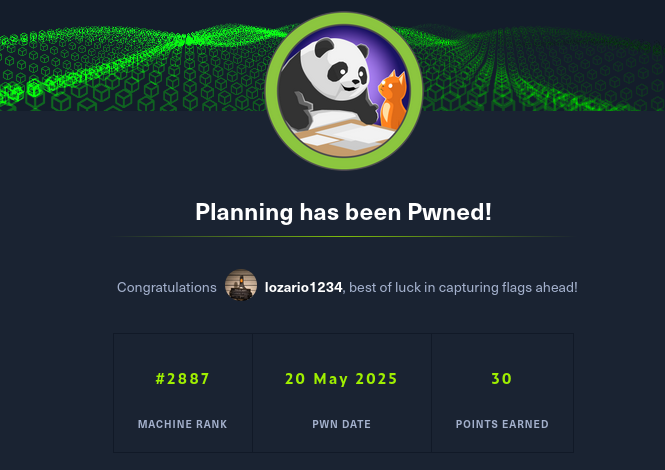 Planning has been Pwned!
Congratulations lozario1234, best of luck in capturing flags ahead!
#2887 20 May 2025 30
MACHINE RANK PWN DATE POINTS EARNED